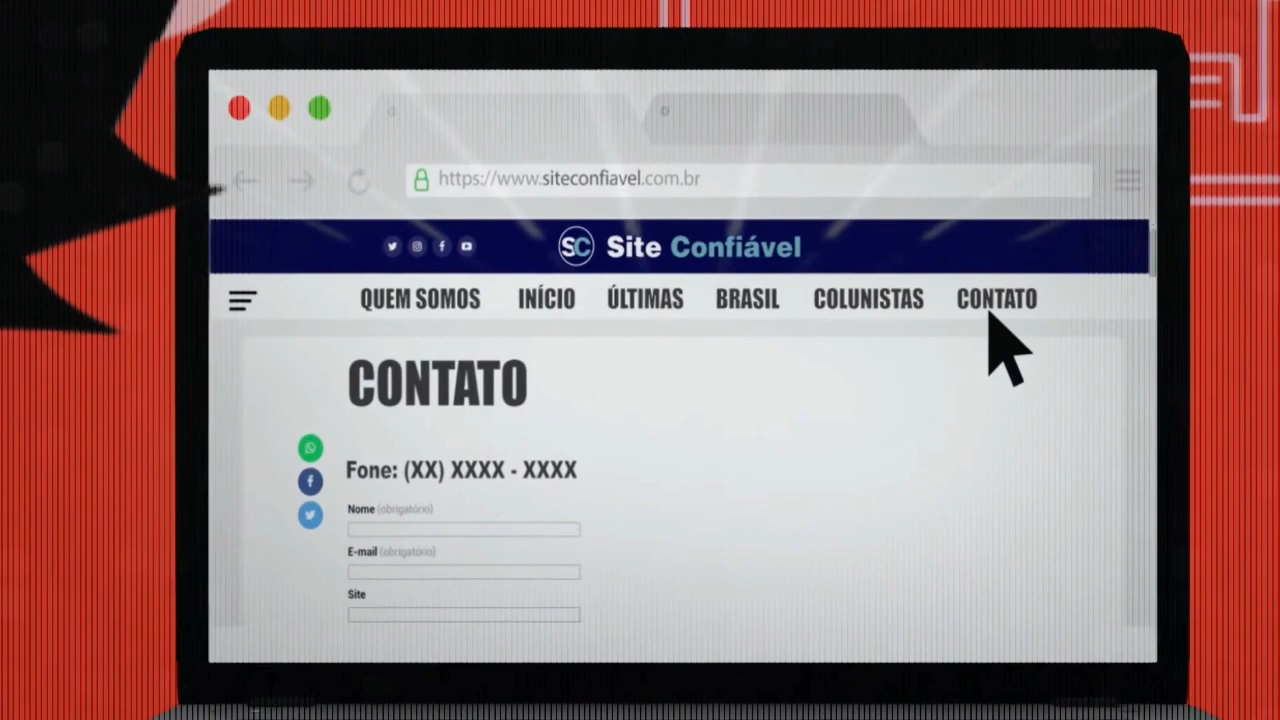 https://www.siteconfiavel.com.br
SC Site Confiável
QUEM SOMOS INÍCIO ÚLTIMAS BRASIL COLUNISTAS CONTATO
CONTATO
Fone: (XX) XXXX - XXXX
Nome (obrigatório)
E-mail (obrigatório)
Site